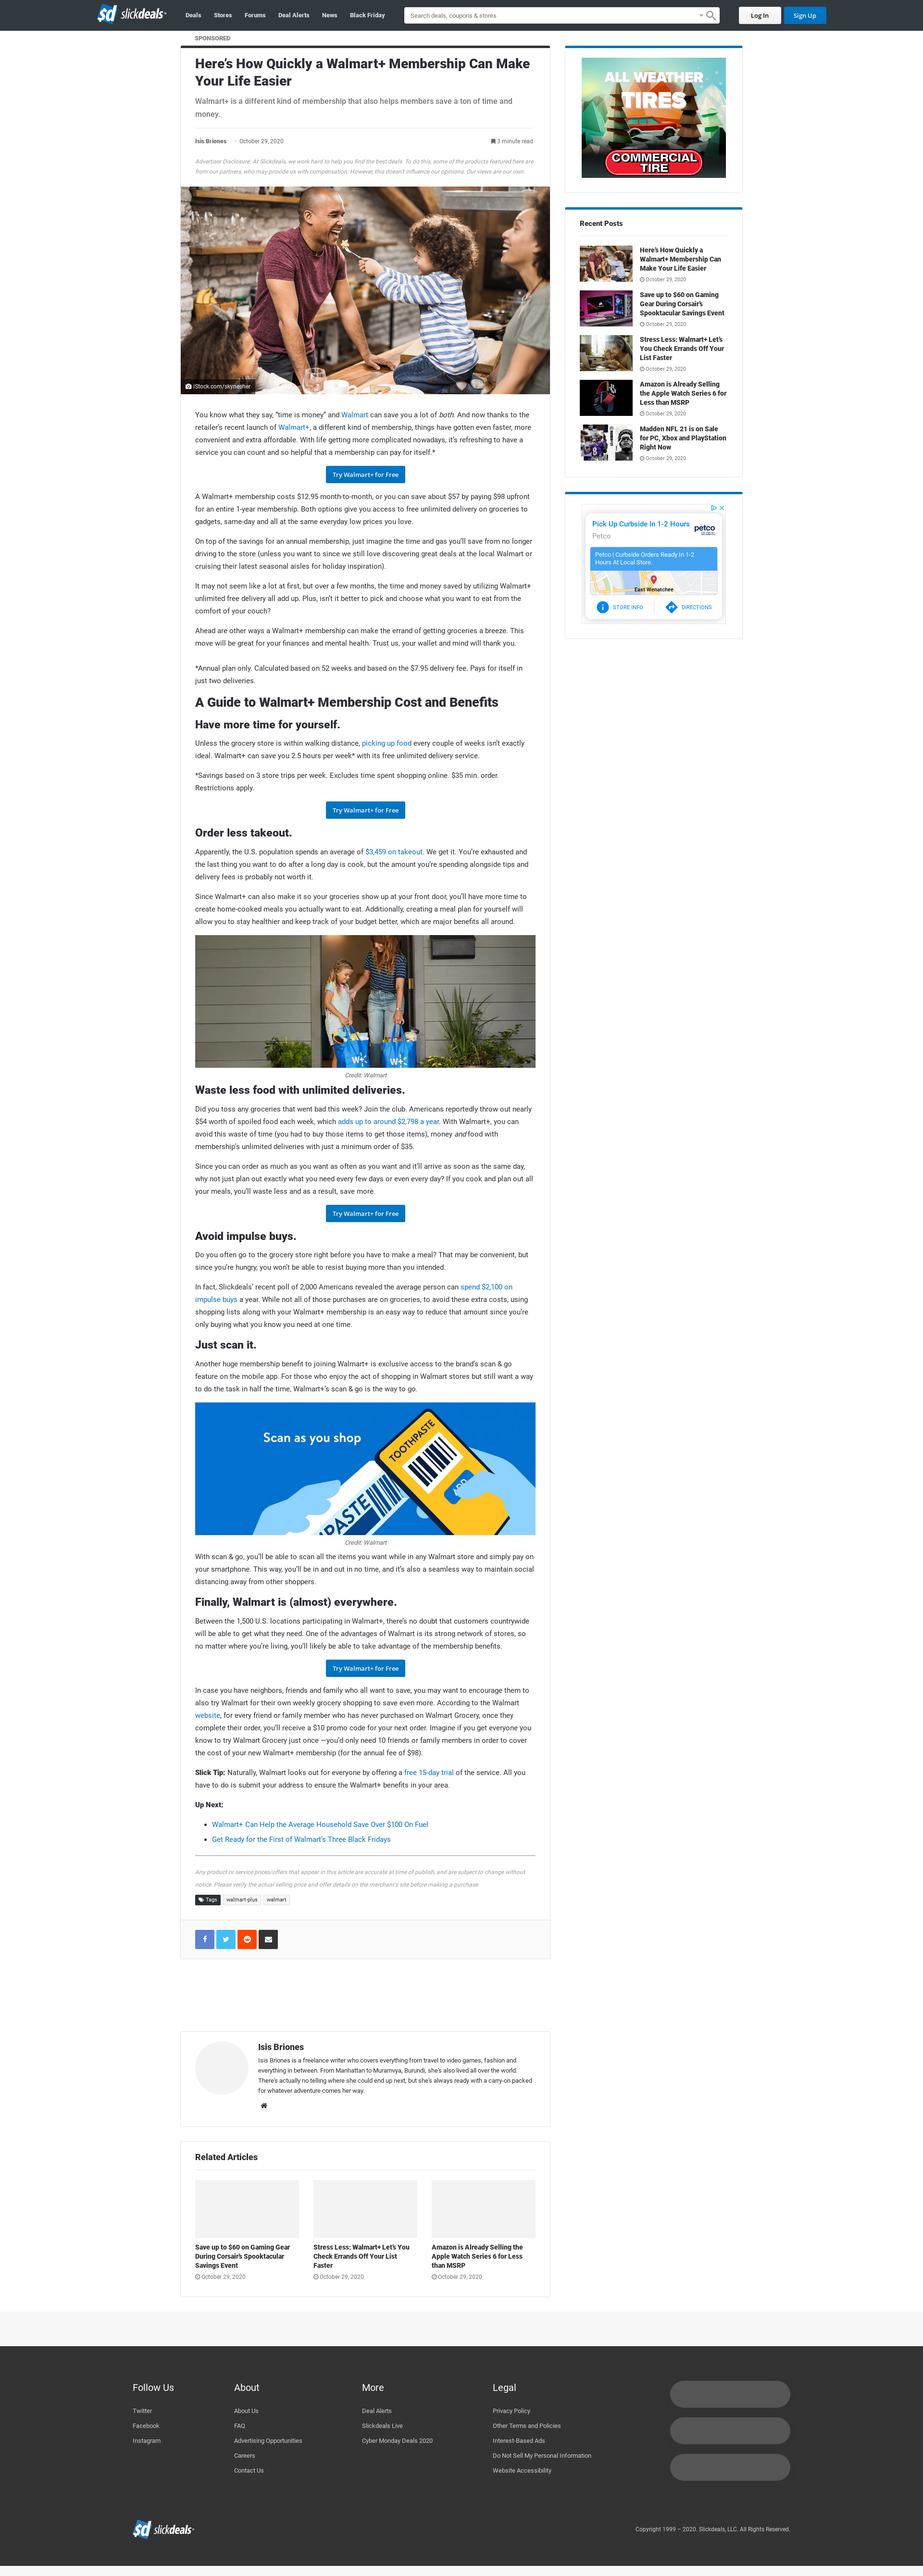 slickdeals
Deals Stores Forums Deal Alerts News Black Friday
Search deals, coupons & stores
Log In
Sign Up
SPONSORED
Here's How Quickly a Walmart+ Membership Can Make
Your Life Easier
Walmart+ is a different kind of membership that also helps members save a ton of time and
money.
Isis Briones · October 29, 2020
3 minute read
Advertiser Disclosure: At Slickdeals, we work hard to help you find the best deals. To do this, some of the products featured here are
from our partners, who may provide us with compensation. However, this doesn't influence our opinions. Our views are our own.
iStock.com/skynesher
You know what they say, "time is money" and Walmart can save you a lot of both. And now thanks to the
retailer's recent launch of Walmart+, a different kind of membership, things have gotten even faster, more
convenient and extra affordable. With life getting more complicated nowadays, it's refreshing to have a
service you can count and so helpful that a membership can pay for itself.*
Try Walmart+ for Free
A Walmart+ membership costs $12.95 month-to-month, or you can save about $57 by paying $98 upfront
for an entire 1-year membership. Both options give you access to free unlimited delivery on groceries to
gadgets, same-day and all at the same everyday low prices you love.
On top of the savings for an annual membership, just imagine the time and gas you'll save from no longer
driving to the store (unless you want to since we still love discovering great deals at the local Walmart or
cruising their latest seasonal aisles for holiday inspiration).
It may not seem like a lot at first, but over a few months, the time and money saved by utilizing Walmart+
unlimited free delivery all add up. Plus, isn't it better to pick and choose what you want to eat from the
comfort of your couch?
Ahead are other ways a Walmart+ membership can make the errand of getting groceries a breeze. This
move will be great for your finances and mental health. Trust us, your wallet and mind will thank you.
*Annual plan only. Calculated based on 52 weeks and based on the $7.95 delivery fee. Pays for itself in
just two deliveries.
A Guide to Walmart+ Membership Cost and Benefits
Have more time for yourself.
Unless the grocery store is within walking distance, picking up food every couple of weeks isn't exactly
ideal. Walmart+ can save you 2.5 hours per week* with its free unlimited delivery service.
*Savings based on 3 store trips per week. Excludes time spent shopping online. $35 min. order.
Restrictions apply.
Try Walmart+ for Free
Order less takeout.
Apparently, the U.S. population spends an average of $3,459 on takeout. We get it. You're exhausted and
the last thing you want to do after a long day is cook, but the amount you're spending alongside tips and
delivery fees is probably not worth it.
Since Walmart+ can also make it so your groceries show up at your front door, you'll have more time to
create home-cooked meals you actually want to eat. Additionally, creating a meal plan for yourself will
allow you to stay healthier and keep track of your budget better, which are major benefits all around.
W+ W+
Credit: Walmart
Waste less food with unlimited deliveries.
Did you toss any groceries that went bad this week? Join the club. Americans reportedly throw out nearly
$54 worth of spoiled food each week, which adds up to around $2,798 a year. With Walmart+, you can
avoid this waste of time (you had to buy those items to get those items), money and food with
membership's unlimited deliveries with just a minimum order of $35.
Since you can order as much as you want as often as you want and it'll arrive as soon as the same day,
why not just plan out exactly what you need every few days or even every day? If you cook and plan out all
your meals, you'll waste less and as a result, save more.
Try Walmart+ for Free
Avoid impulse buys.
Do you often go to the grocery store right before you have to make a meal? That may be convenient, but
since you're hungry, you won't be able to resist buying more than you intended.
In fact, Slickdeals' recent poll of 2,000 Americans revealed the average person can spend $2,100 on
impulse buys a year. While not all of those purchases are on groceries, to avoid these extra costs, using
shopping lists along with your Walmart+ membership is an easy way to reduce that amount since you're
only buying what you know you need at one time.
Just scan it.
Another huge membership benefit to joining Walmart+ is exclusive access to the brand's scan & go
feature on the mobile app. For those who enjoy the act of shopping in Walmart stores but still want a way
to do the task in half the time, Walmart+'s scan & go is the way to go.
Scan as you shop
TOOTHPASTE
TOOTHPASTE
ADD
Credit: Walmart
With scan & go, you'll be able to scan all the items you want while in any Walmart store and simply pay on
your smartphone. This way, you'll be in and out in no time, and it's also a seamless way to maintain social
distancing away from other shoppers.
Finally, Walmart is (almost) everywhere.
Between the 1,500 U.S. locations participating in Walmart+, there's no doubt that customers countrywide
will be able to get what they need. One of the advantages of Walmart is its strong network of stores, so
no matter where you're living, you'll likely be able to take advantage of the membership benefits.
Try Walmart+ for Free
In case you have neighbors, friends and family who all want to save, you may want to encourage them to
also try Walmart for their own weekly grocery shopping to save even more. According to the Walmart
website, for every friend or family member who has never purchased on Walmart Grocery, once they
complete their order, you'll receive a $10 promo code for your next order. Imagine if you get everyone you
know to try Walmart Grocery just once —you'd only need 10 friends or family members in order to cover
the cost of your new Walmart+ membership (for the annual fee of $98).
Slick Tip: Naturally, Walmart looks out for everyone by offering a free 15-day trial of the service. All you
have to do is submit your address to ensure the Walmart+ benefits in your area.
Up Next:
Walmart+ Can Help the Average Household Save Over $100 On Fuel
Get Ready for the First of Walmart's Three Black Fridays
Any product or service prices/offers that appear in this article are accurate at time of publish, and are subject to change without
notice. Please verify the actual selling price and offer details on the merchant's site before making a purchase.
Tags walmart-plus walmart
Isis Briones
Isis Briones is a freelance writer who covers everything from travel to video games, fashion and
everything in between. From Manhattan to Muramvya, Burundi, she's also lived all over the world.
There's actually no telling where she could end up next, but she's always ready with a carry-on packed
for whatever adventure comes her way.
Related Articles
Save up to $60 on Gaming Gear
During Corsair's Spooktacular
Savings Event
October 29, 2020
Stress Less: Walmart+ Let's You
Check Errands Off Your List
Faster
October 29, 2020
Amazon is Already Selling the
Apple Watch Series 6 for Less
than MSRP
October 29, 2020
ALL WEATHER
TIRES
COMMERCIAL
TIRE
Recent Posts
Here's How Quickly a
Walmart+ Membership Can
Make Your Life Easier
October 29, 2020
Save up to $60 on Gaming
Gear During Corsair's
Spooktacular Savings Event
October 29, 2020
Stress Less: Walmart+ Let's
You Check Errands Off Your
List Faster
October 29, 2020
Amazon is Already Selling
the Apple Watch Series 6 for
Less than MSRP
October 29, 2020
Madden NFL 21 is on Sale
for PC, Xbox and PlayStation
Right Now
October 29, 2020
Pick Up Curbside In 1-2 Hours
Petco
petco
Petco | Curbside Orders Ready In 1-2
Hours At Local Store.
East Wenatchee
STORE INFO
DIRECTIONS
Follow Us
Twitter
Facebook
Instagram
About
About Us
FAQ
Advertising Opportunities
Careers
Contact Us
More
Deal Alerts
Slickdeals Live
Cyber Monday Deals 2020
Legal
Privacy Policy
Other Terms and Policies
Interest-Based Ads
Do Not Sell My Personal Information
Website Accessibility
slickdeals
Copyright 1999 – 2020. Slickdeals, LLC. All Rights Reserved.